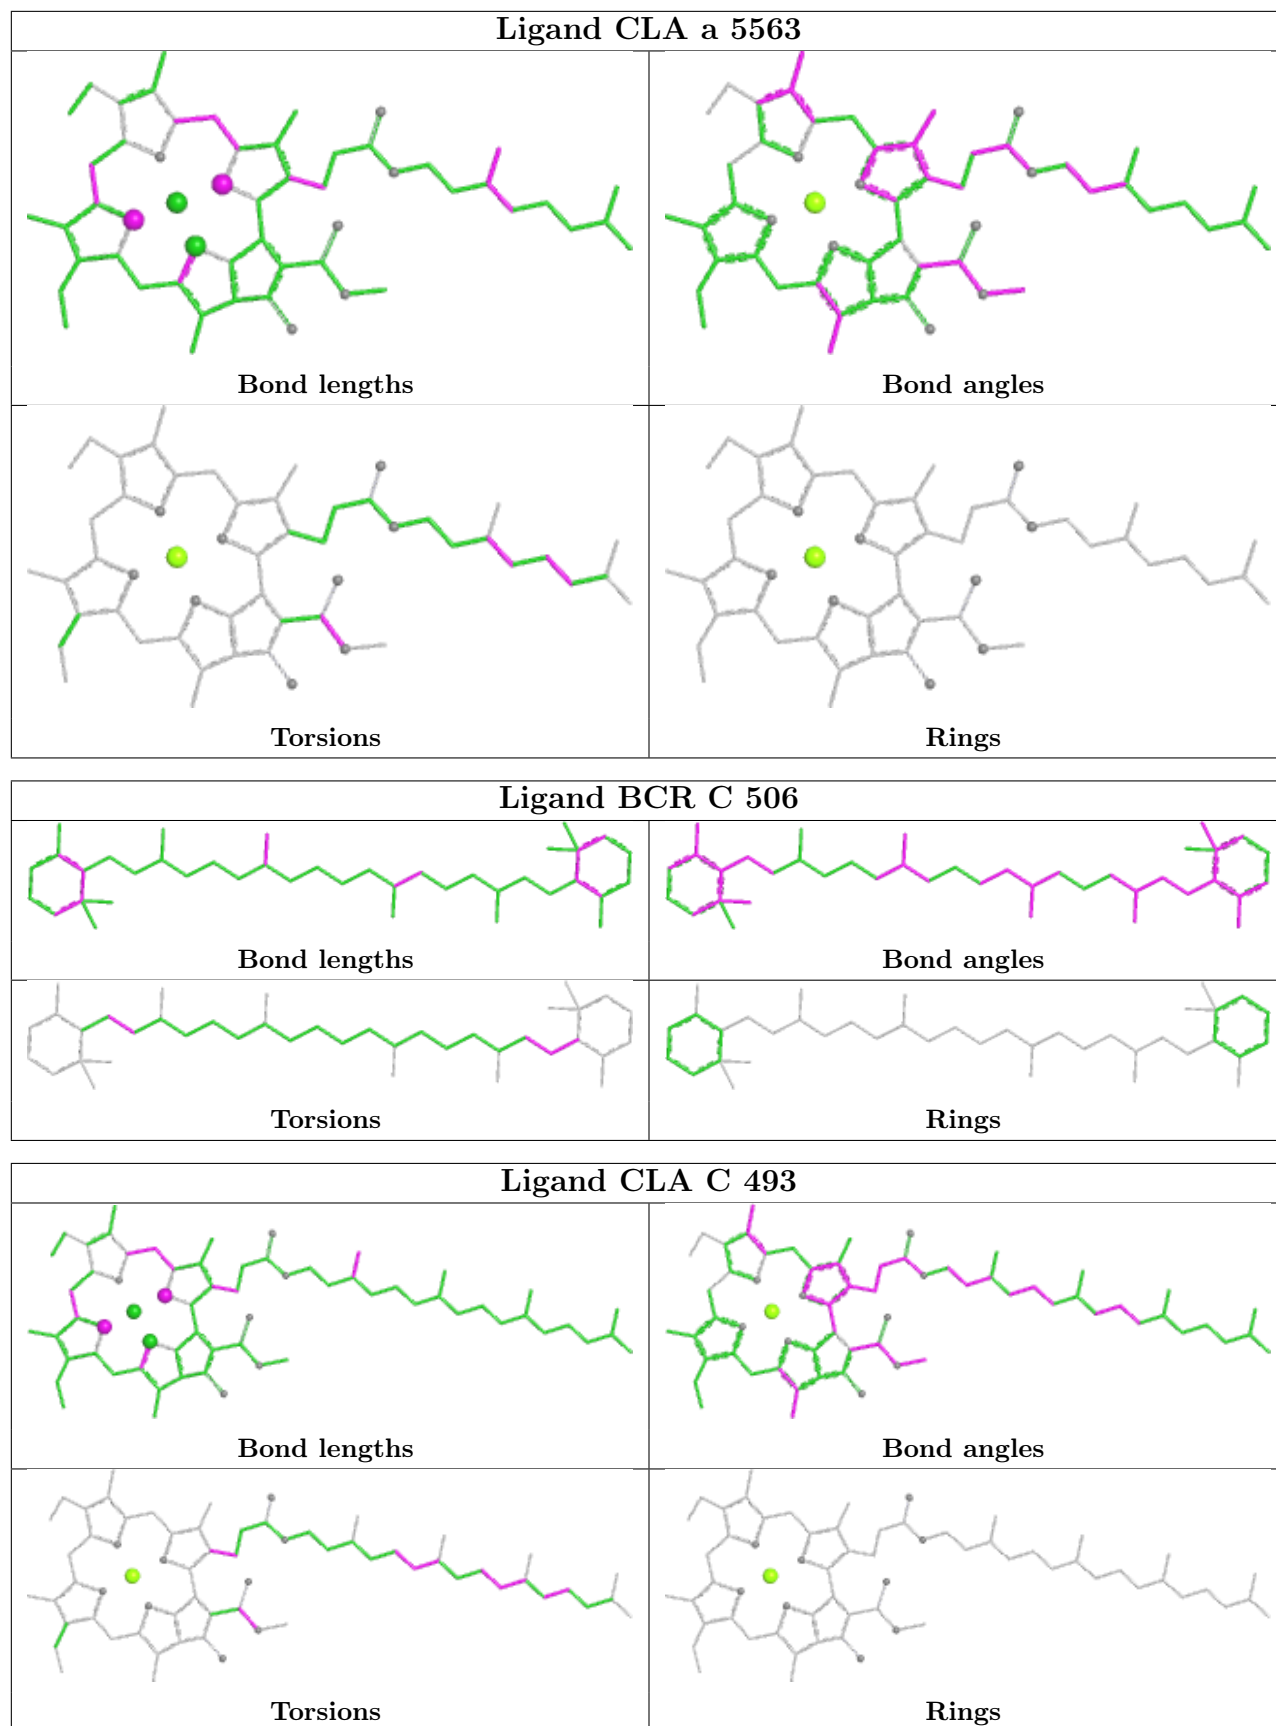 Ligand CLA a 5563
Bond lengths
Bond angles
Torsions
Rings
Ligand BCR C 506
Bond lengths
Bond angles
Torsions
Rings
Ligand CLA C 493
Bond lengths
Bond angles
Torsions
Rings